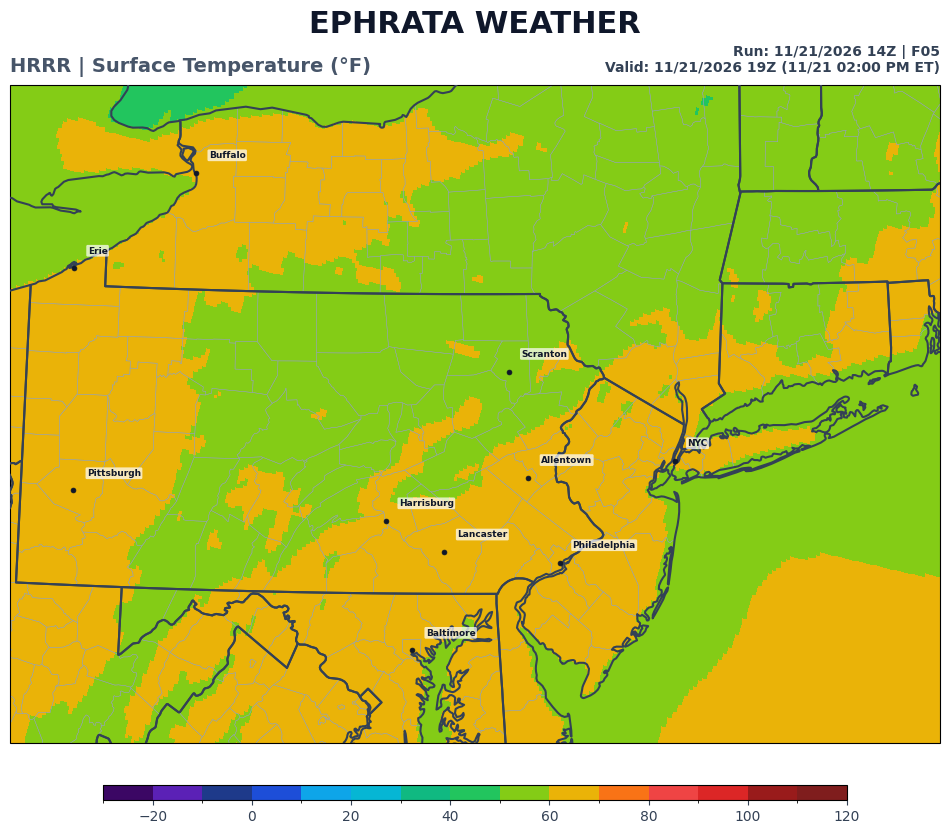 EPHRATA WEATHER
HRRR | Surface Temperature (°F)
Run: 11/21/2026 14Z | F05
Valid: 11/21/2026 19Z (11/21 02:00 PM ET)
Buffalo
Erie
Scranton
NYC
Allentown
Pittsburgh
Harrisburg
Lancaster
Philadelphia
Baltimore
−20 0 20 40 60 80 100 120